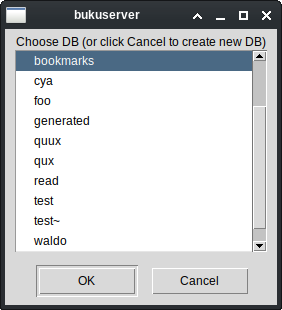 bukuserver
Choose DB (or click Cancel to create new DB)
bookmarks
cya
foo
generated
quux
qux
read
test
test~
waldo
OK
Cancel